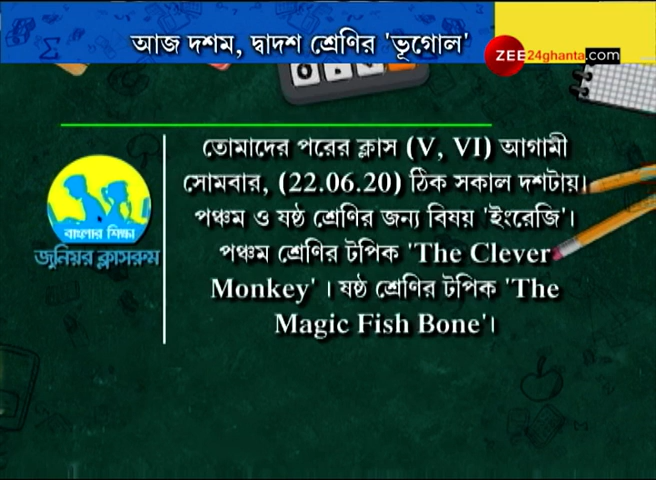 আজ দশম, দ্বাদশ শ্রেণির 'ভূগোল'
ZEE24ghanta.com
তোমাদের পরের ক্লাস (V, VI) আগামী
সোমবার, (22.06.20) ঠিক সকাল দশটায়।
পঞ্চম ও ষষ্ঠ শ্রেণির জন্য বিষয় 'ইংরেজি'।
পঞ্চম শ্রেণির টপিক 'The Clever
Monkey' । ষষ্ঠ শ্রেণির টপিক 'The
Magic Fish Bone'।
বাংলার শিক্ষা
জুনিয়র ক্লাসরুম